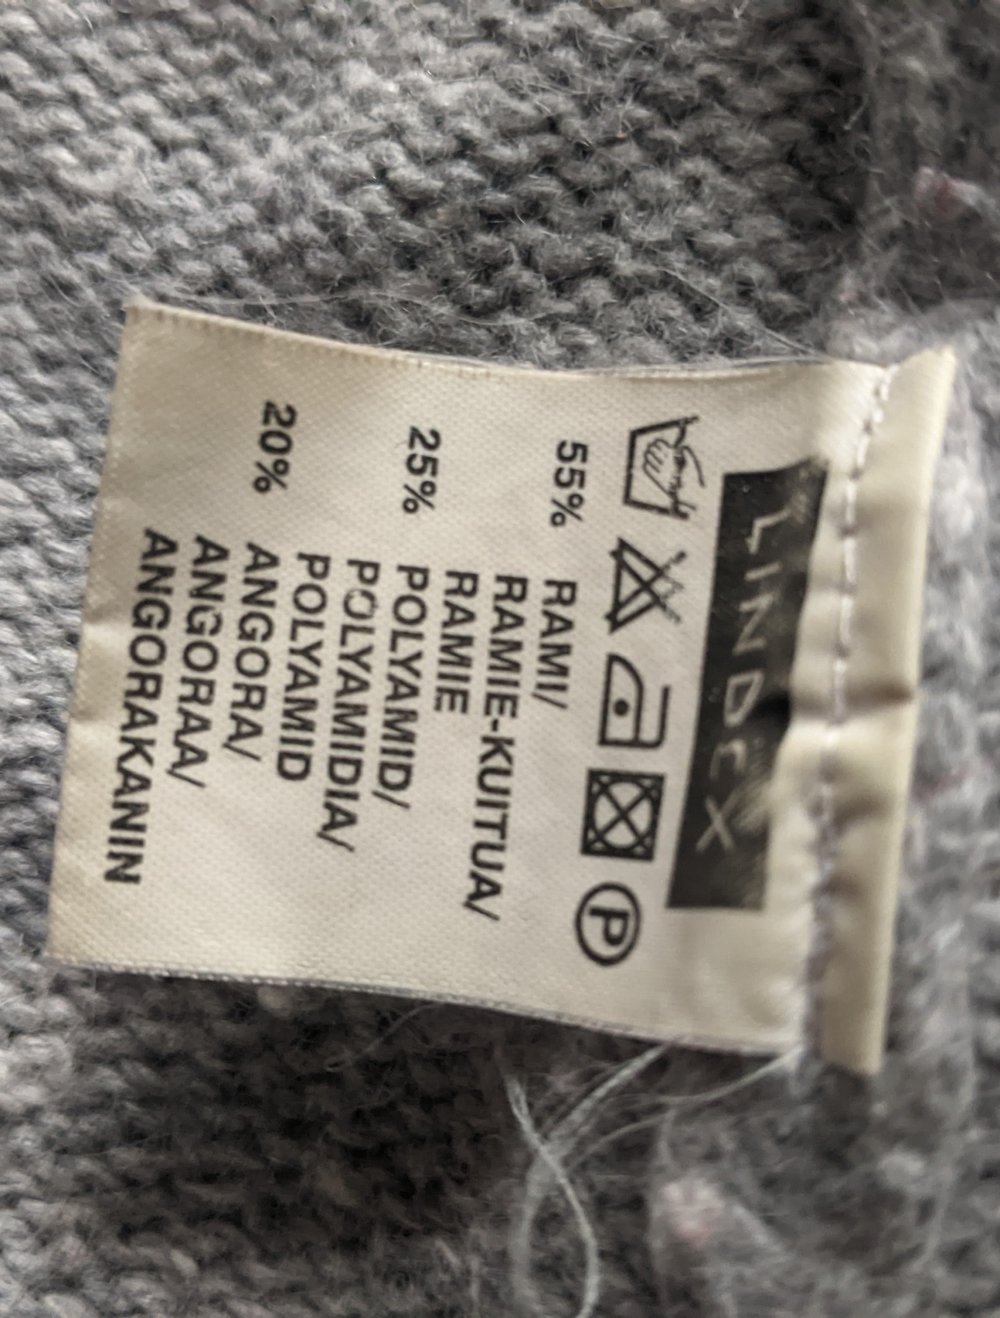 LINDEX
P
55% RAMI/
RAMIE-KUITUA/
RAMIE
25% POLYAMID/
POLYAMIDIA/
POLYAMID
20% ANGORA/
ANGORAA/
ANGORAKANIN